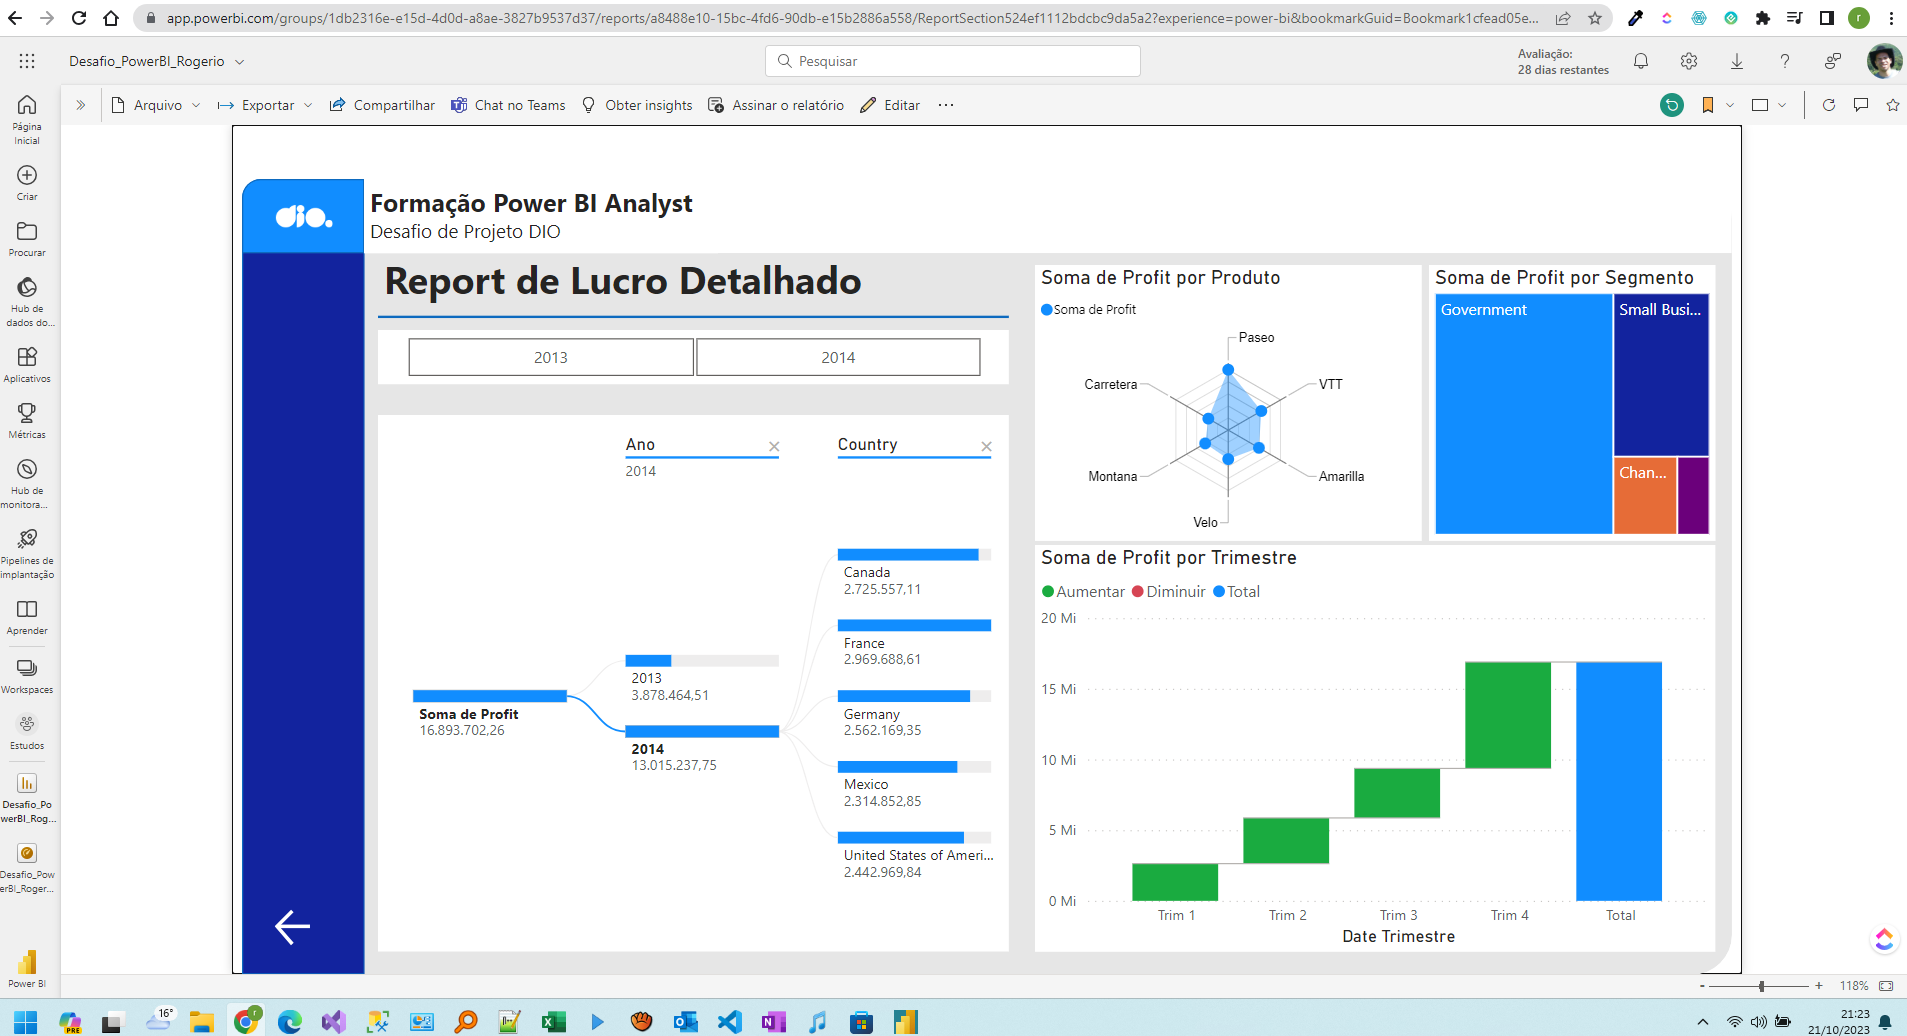 app.powerbi.com/groups/1db2316e-e15d-4d0d-a8ae-3827b9537d37/reports/a8488e10-15bc-4fd6-90db-e15b2886a558/ReportSection524ef1112bdcbc9da5a2?experience=power-bi&bookmarkGuid=Bookmark1cfead05e...
r
Desafio_PowerBI_Rogerio
Pesquisar
Avaliação:
28 dias restantes
Arquivo
Exportar
Compartilhar
Chat no Teams
Obter insights
Assinar o relatório
Editar
Página
Inicial
Criar
Procurar
Hub de
dados do...
Aplicativos
Métricas
Hub de
monitora...
Pipelines de
implantação
Aprender
Workspaces
Estudos
Desafio_Po
werBI_Rog...
Desafio_Pow
erBI_Roger...
Power BI
dio.
Formação Power BI Analyst
Desafio de Projeto DIO
Report de Lucro Detalhado
2013
2014
Ano
2014
Country
Soma de Profit
16.893.702,26
2013
3.878.464,51
2014
13.015.237,75
Canada
2.725.557,11
France
2.969.688,61
Germany
2.562.169,35
Mexico
2.314.852,85
United States of Ameri...
2.442.969,84
Soma de Profit por Produto
Soma de Profit
Paseo
VTT
Amarilla
Velo
Montana
Carretera
Soma de Profit por Segmento
Government
Small Busi...
Chan...
Soma de Profit por Trimestre
Aumentar
Diminuir
Total
20 Mi
15 Mi
10 Mi
5 Mi
0 Mi
Trim 1
Trim 2
Trim 3
Trim 4
Total
Date Trimestre
118%
PRE
16°
r
21:23
21/10/2023